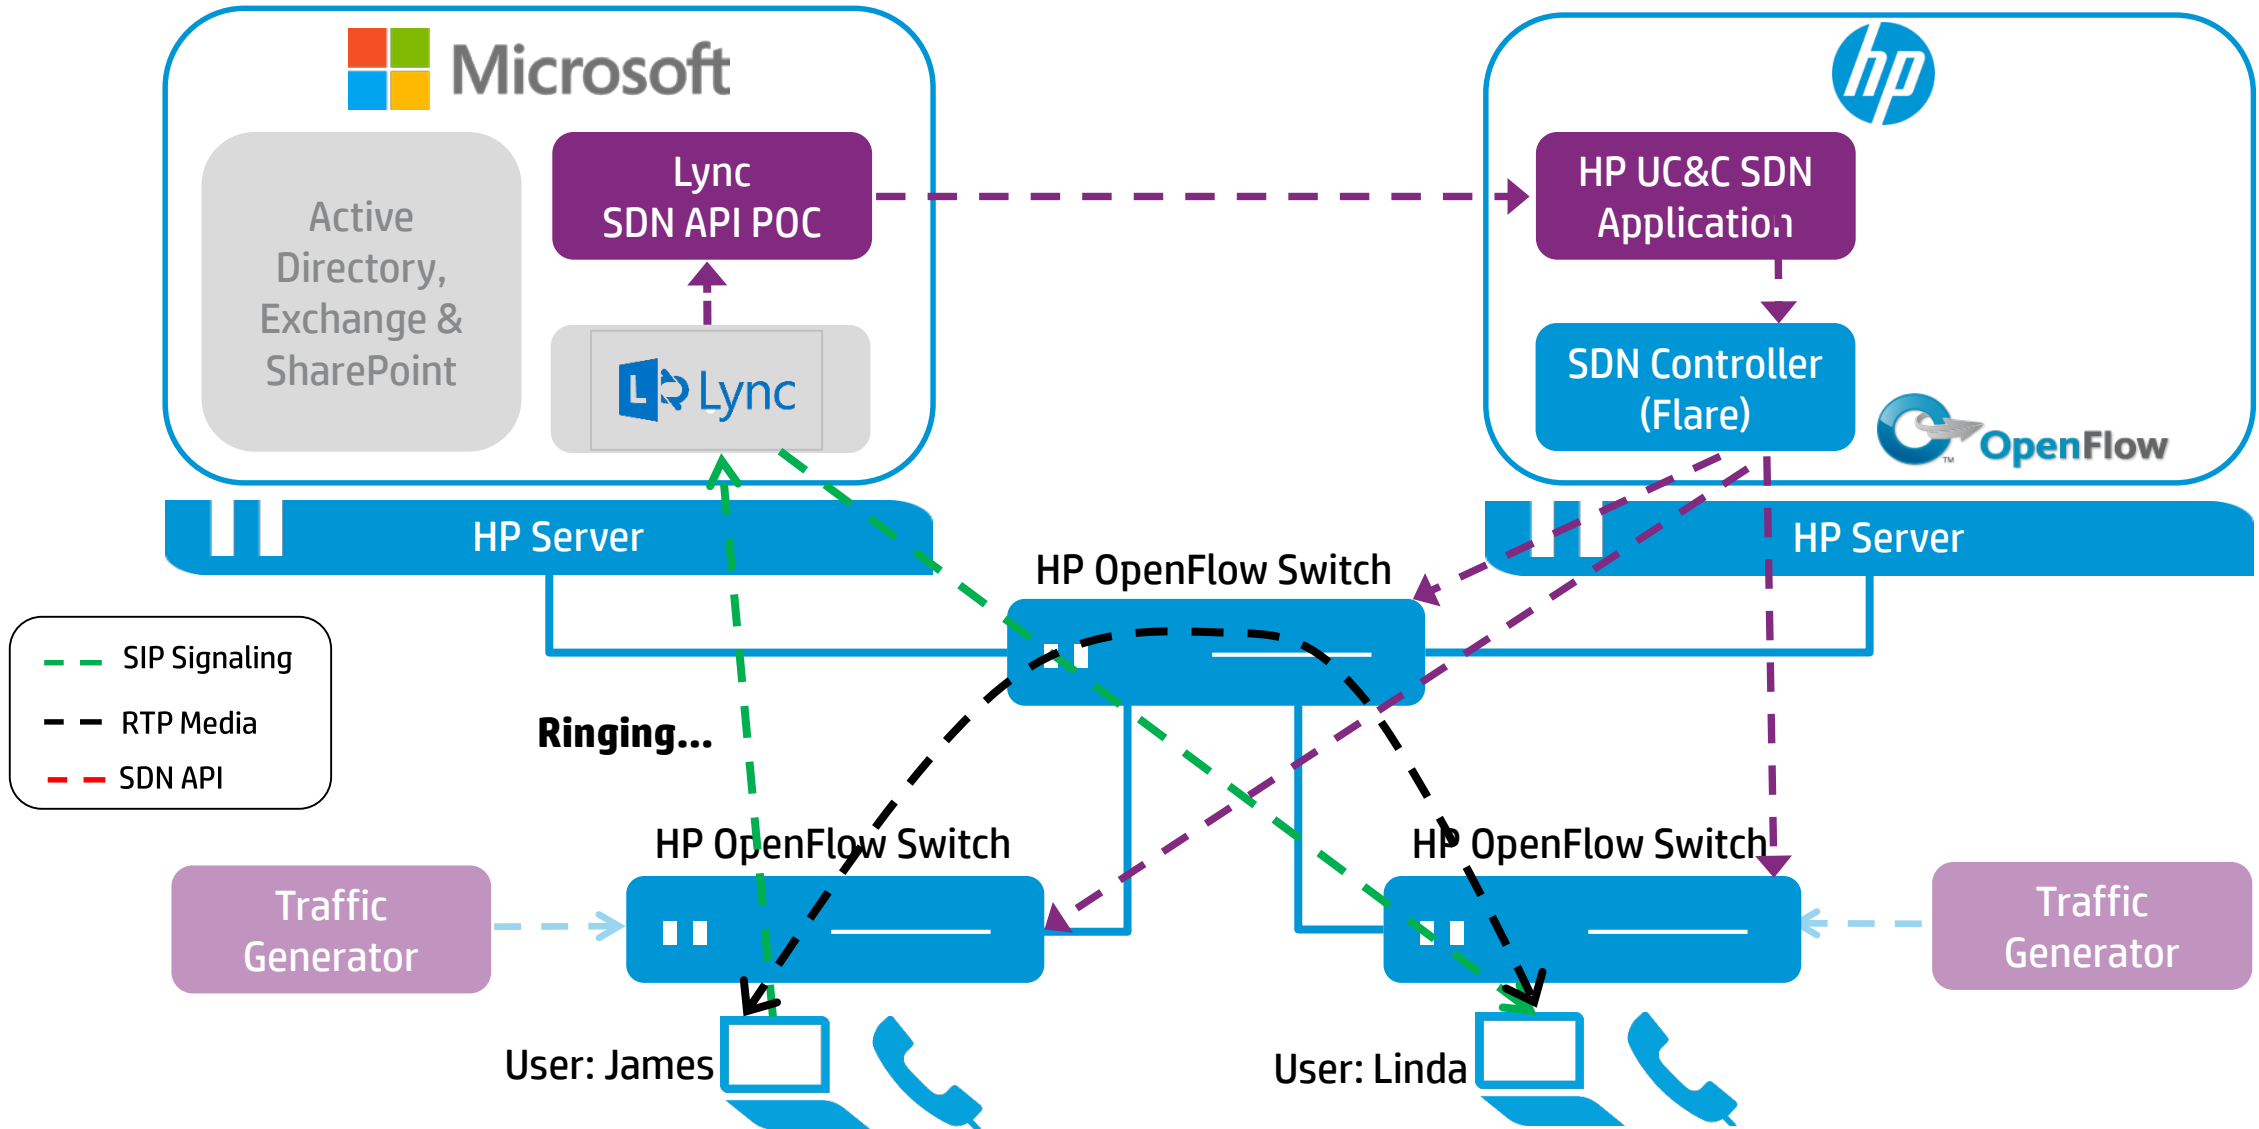 Microsoft
hp
Active
Directory,
Exchange &
SharePoint
Lync
SDN API POC
HP UC&C SDN
Application
L Lync
SDN Controller
(Flare)
OpenFlow
TM
HP Server
HP Server
HP OpenFlow Switch
SIP Signaling
RTP Media
SDN API
Ringing...
HP OpenFlow Switch
HP OpenFlow Switch
Traffic
Generator
Traffic
Generator
User: James
User: Linda